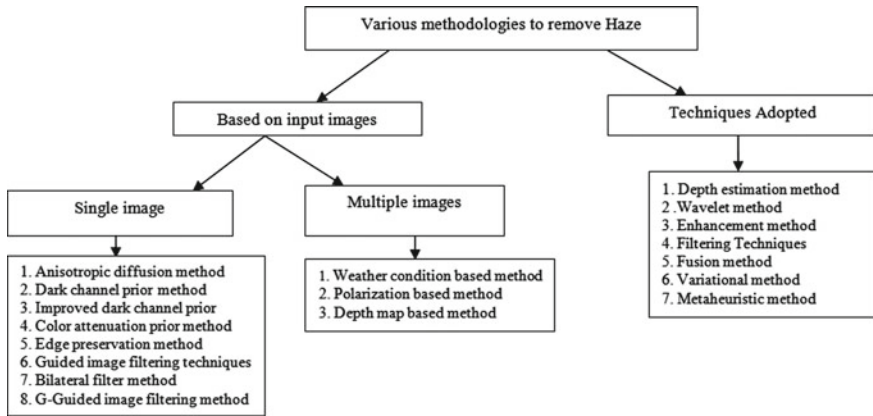 Various methodologies to remove Haze
Based on input images
Techniques Adopted
Single image
Multiple images
1. Anisotropic diffusion method
2. Dark channel prior method
3. Improved dark channel prior
4. Color attenuation prior method
5. Edge preservation method
6. Guided image filtering techniques
7. Bilateral filter method
8. G-Guided image filtering method
1. Weather condition based method
2. Polarization based method
3. Depth map based method
1. Depth estimation method
2 .Wavelet method
3. Enhancement method
4. Filtering Techniques
5. Fusion method
6. Variational method
7. Metaheuristic method